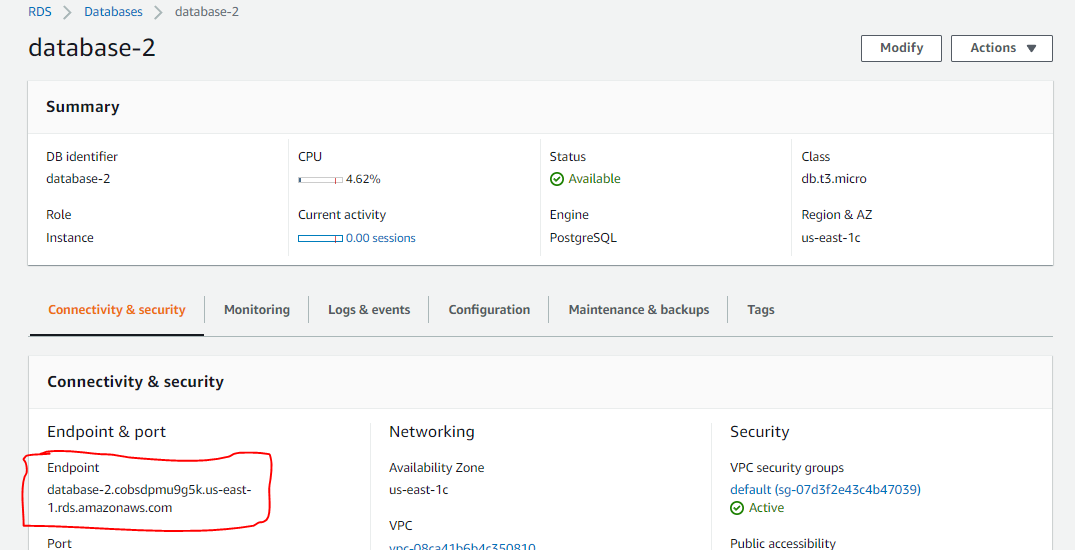 RDS > Databases > database-2
database-2
Modify
Actions
Summary
DB identifier
database-2
CPU
4.62%
Status
Available
Class
db.t3.micro
Role
Instance
Current activity
0.00 sessions
Engine
PostgreSQL
Region & AZ
us-east-1c
Connectivity & security
Monitoring
Logs & events
Configuration
Maintenance & backups
Tags
Connectivity & security
Endpoint & port
Endpoint
database-2.cobsdpmu9g5k.us-east-
1.rds.amazonaws.com
Port
Networking
Availability Zone
us-east-1c
VPC
vpc-08ca41b6b4c350810
Security
VPC security groups
default (sg-07d3f2e43c4b47039)
Active
Public accessibility